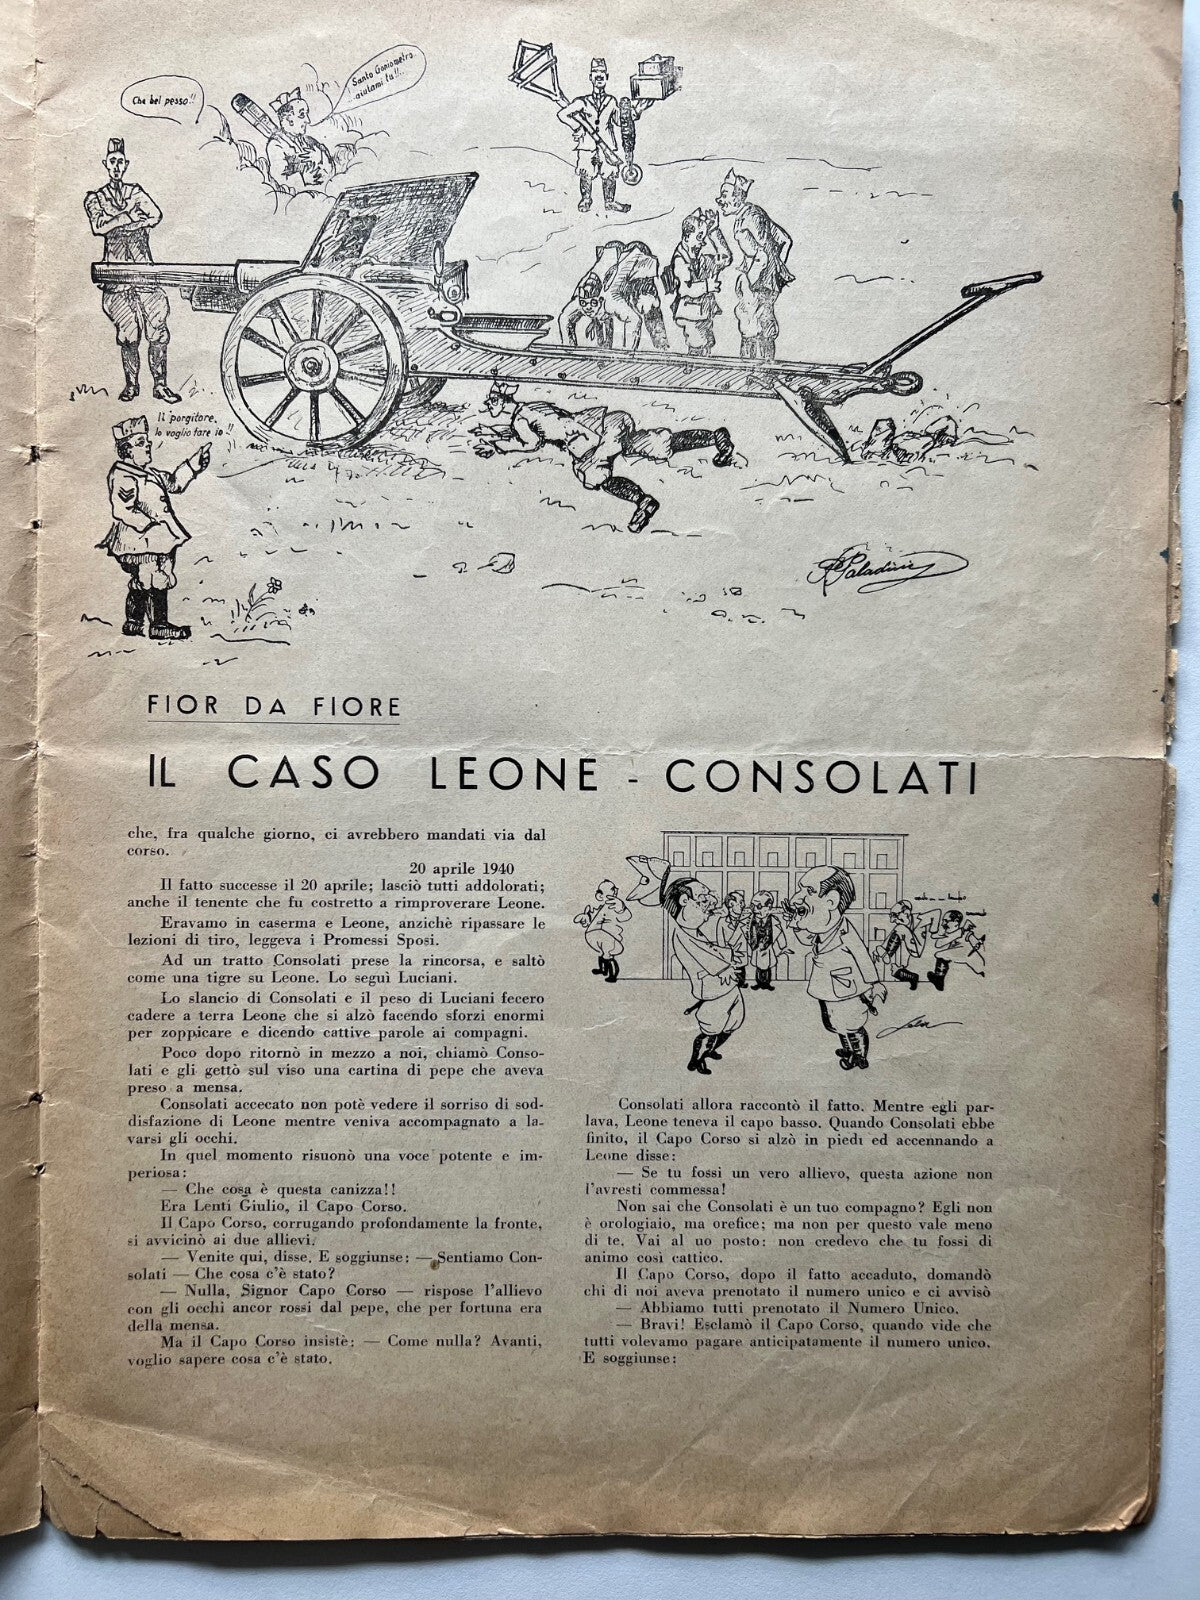 Che bel pesso!!
Santo Goniometro
aiutami tu!!..
Il porgitore,
lo voglio fare io!!
Paladini
FIOR DA FIORE
IL CASO LEONE - CONSOLATI
che, fra qualche giorno, ci avrebbero mandati via dal
corso.
20 aprile 1940
Il fatto successe il 20 aprile; lasciò tutti addolorati;
anche il tenente che fu costretto a rimproverare Leone.
Eravamo in caserma e Leone, anzichè ripassare le
lezioni di tiro, leggeva i Promessi Sposi.
Ad un tratto Consolati prese la rincorsa, e saltò
come una tigre su Leone. Lo seguì Luciani.
Lo slancio di Consolati e il peso di Luciani fecero
cadere a terra Leone che si alzò facendo sforzi enormi
per zoppicare e dicendo cattive parole ai compagni.
Poco dopo ritornò in mezzo a noi, chiamò Conso-
lati e gli gettò sul viso una cartina di pepe che aveva
preso a mensa.
Consolati accecato non potè vedere il sorriso di sod-
disfazione di Leone mentre veniva accompagnato a la-
varsi gli occhi.
In quel momento risuonò una voce potente e im-
periosa:
— Che cosa è questa canizza!!
Era Lenti Giulio, il Capo Corso.
Il Capo Corso, corrugando profondamente la fronte,
si avvicinò ai due allievi.
— Venite qui, disse. E soggiunse: — Sentiamo Con-
solati — Che cosa c'è stato?
— Nulla, Signor Capo Corso — rispose l'allievo
con gli occhi ancor rossi dal pepe, che per fortuna era
della mensa.
Ma il Capo Corso insistè: — Come nulla? Avanti,
voglio sapere cosa c'è stato.
Consolati allora raccontò il fatto. Mentre egli par-
lava, Leone teneva il capo basso. Quando Consolati ebbe
finito, il Capo Corso si alzò in piedi ed accennando a
Leone disse:
— Se tu fossi un vero allievo, questa azione non
l'avresti commessa!
Non sai che Consolati è un tuo compagno? Egli non
è orologiaio, ma orefice; ma non per questo vale meno
di te. Vai al uo posto: non credevo che tu fossi di
animo così cattico.
Il Capo Corso, dopo il fatto accaduto, domandò
chi di noi aveva prenotato il numero unico e ci avvisò
— Abbiamo tutti prenotato il Numero Unico.
— Bravi! Esclamò il Capo Corso, quando vide che
tutti volevamo pagare anticipatamente il numero unico.
E soggiunse: